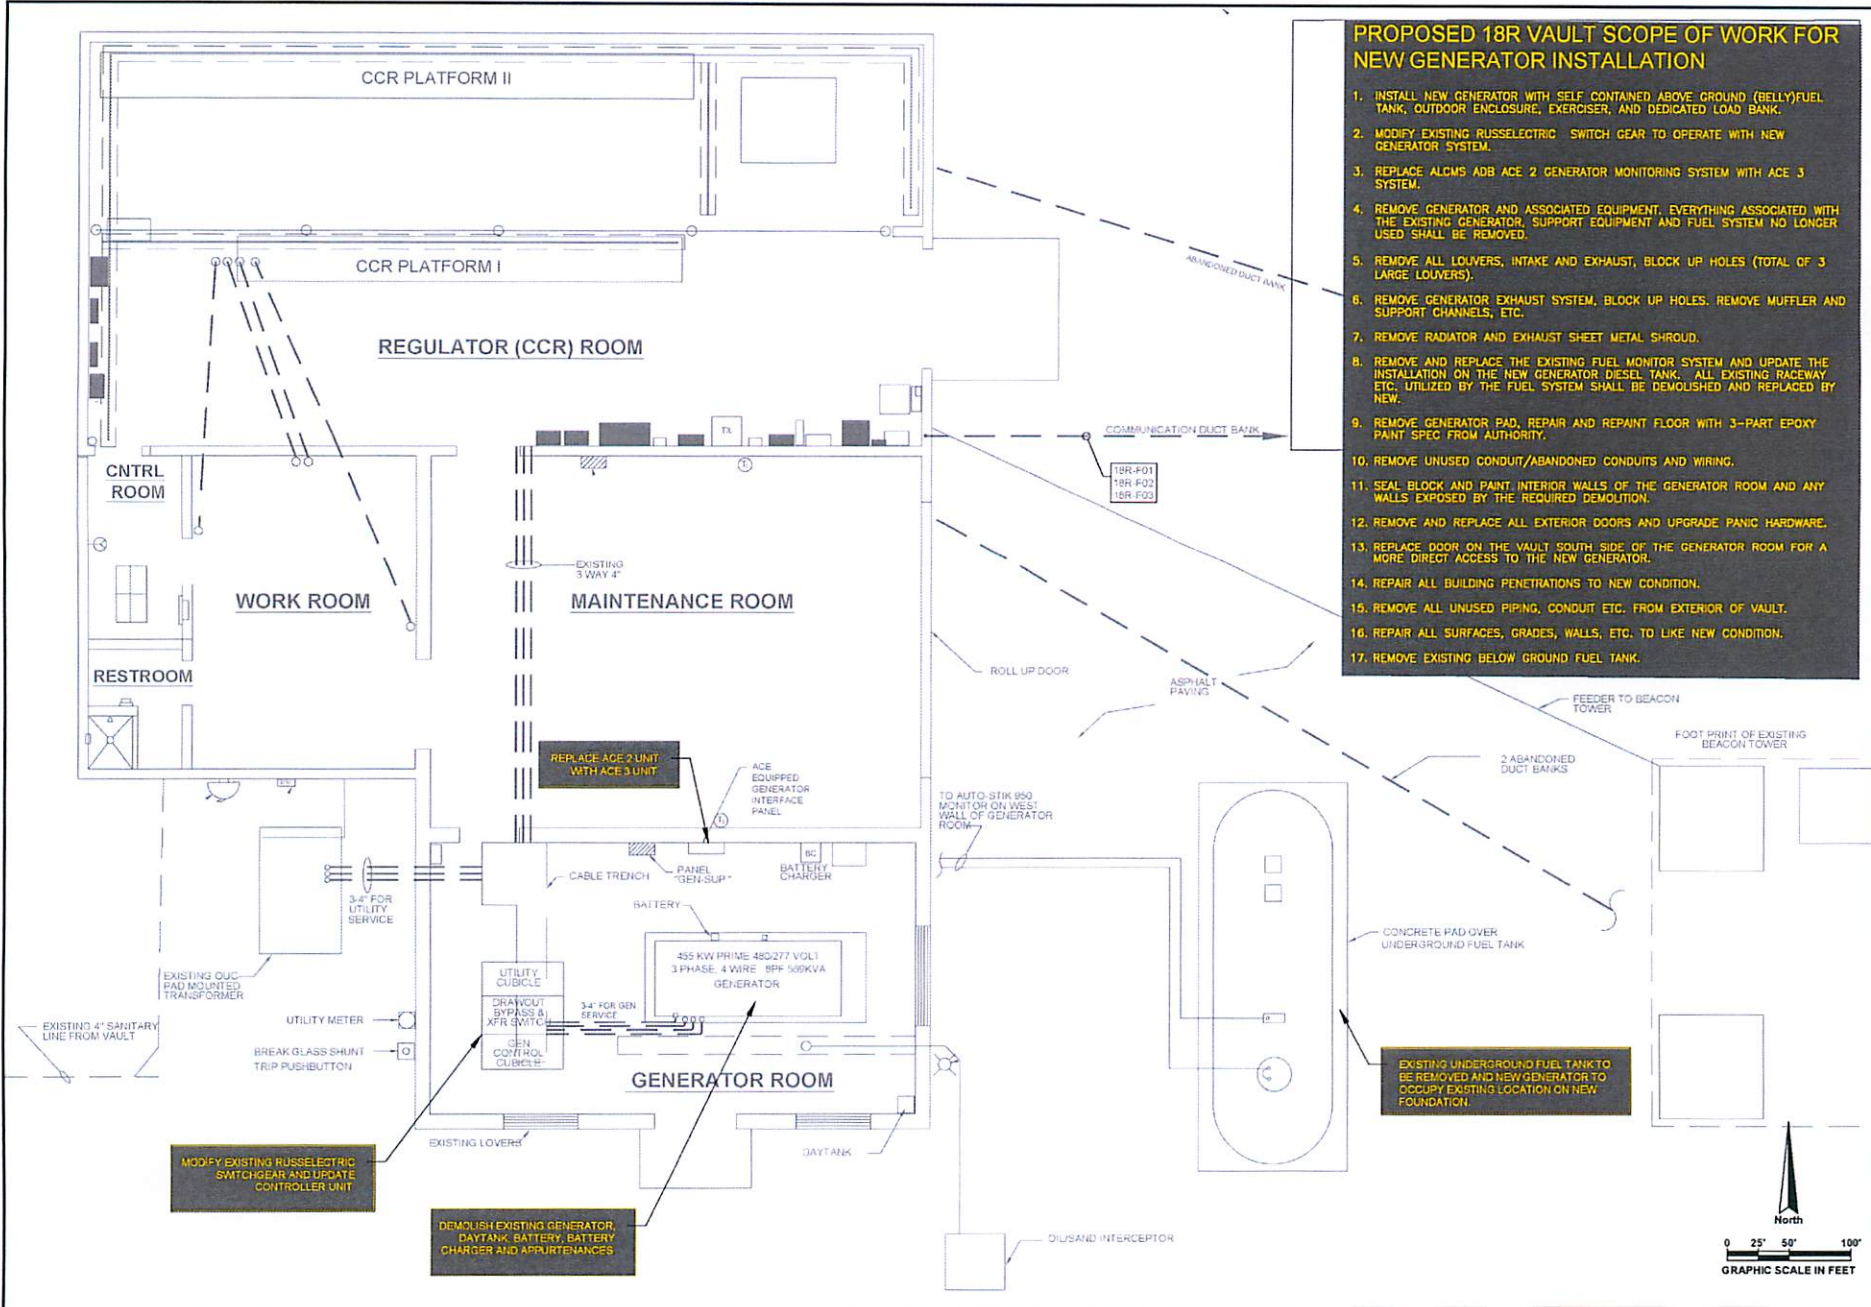 PROPOSED 18R VAULT SCOPE OF WORK FOR
NEW GENERATOR INSTALLATION
1. INSTALL NEW GENERATOR WITH SELF CONTAINED ABOVE GROUND (BELLY)FUEL
TANK, OUTDOOR ENCLOSURE, EXERCISER, AND DEDICATED LOAD BANK.
2. MODIFY EXISTING RUSSELECTRIC SWITCH GEAR TO OPERATE WITH NEW
GENERATOR SYSTEM.
3. REPLACE ALCMS ADB ACE 2 GENERATOR MONITORING SYSTEM WITH ACE 3
SYSTEM.
4. REMOVE GENERATOR AND ASSOCIATED EQUIPMENT. EVERYTHING ASSOCIATED WITH
THE EXISTING GENERATOR, SUPPORT EQUIPMENT AND FUEL SYSTEM NO LONGER
USED SHALL BE REMOVED.
5. REMOVE ALL LOUVERS, INTAKE AND EXHAUST, BLOCK UP HOLES (TOTAL OF 3
LARGE LOUVERS).
6. REMOVE GENERATOR EXHAUST SYSTEM, BLOCK UP HOLES. REMOVE MUFFLER AND
SUPPORT CHANNELS, ETC.
7. REMOVE RADIATOR AND EXHAUST SHEET METAL SHROUD.
8. REMOVE AND REPLACE THE EXISTING FUEL MONITOR SYSTEM AND UPDATE THE
INSTALLATION ON THE NEW GENERATOR DIESEL TANK. ALL EXISTING RACEWAY
ETC. UTILIZED BY THE FUEL SYSTEM SHALL BE DEMOLISHED AND REPLACED BY
NEW.
9. REMOVE GENERATOR PAD, REPAIR AND REPAINT FLOOR WITH 3-PART EPOXY
PAINT SPEC FROM AUTHORITY.
10. REMOVE UNUSED CONDUIT/ABANDONED CONDUITS AND WIRING.
11. SEAL BLOCK AND PAINT INTERIOR WALLS OF THE GENERATOR ROOM AND ANY
WALLS EXPOSED BY THE REQUIRED DEMOLITION.
12. REMOVE AND REPLACE ALL EXTERIOR DOORS AND UPGRADE PANIC HARDWARE.
13. REPLACE DOOR ON THE VAULT SOUTH SIDE OF THE GENERATOR ROOM FOR A
MORE DIRECT ACCESS TO THE NEW GENERATOR.
14. REPAIR ALL BUILDING PENETRATIONS TO NEW CONDITION.
15. REMOVE ALL UNUSED PIPING, CONDUIT ETC. FROM EXTERIOR OF VAULT.
16. REPAIR ALL SURFACES, GRADES, WALLS, ETC. TO LIKE NEW CONDITION.
17. REMOVE EXISTING BELOW GROUND FUEL TANK.
CCR PLATFORM II
CCR PLATFORM I
ABANDONED DUCT BANK
REGULATOR (CCR) ROOM
TX
COMMUNICATION DUCT BANK
18R-F01
18R-F02
18R-F03
CNTRL
ROOM
EXISTING
3 WAY 4"
WORK ROOM
MAINTENANCE ROOM
RESTROOM
ROLL UP DOOR
ASPHALT
PAVING
FEEDER TO BEACON
TOWER
FOOT PRINT OF EXISTING
BEACON TOWER
2 ABANDONED
DUCT BANKS
REPLACE ACE 2 UNIT
WITH ACE 3 UNIT
ACE
EQUIPPED
GENERATOR
INTERFACE
PANEL
TO AUTO-STIK 950
MONITOR ON WEST
WALL OF GENERATOR
ROOM
CABLE TRENCH
PANEL
"GEN-SUP"
BC
BATTERY
CHARGER
3-4" FOR
UTILITY
SERVICE
BATTERY
455 KW PRIME 480/277 VOLT
3 PHASE, 4 WIRE 8PF 569KVA
GENERATOR
CONCRETE PAD OVER
UNDERGROUND FUEL TANK
EXISTING OUC
PAD MOUNTED
TRANSFORMER
UTILITY
CUBICLE
DRAWOUT
BYPASS &
XFR SWITCH
GEN
CONTROL
CUBICLE
3-4" FOR GEN
SERVICE
UTILITY METER
EXISTING 4" SANITARY
LINE FROM VAULT
BREAK GLASS SHUNT
TRIP PUSHBUTTON
GENERATOR ROOM
EXISTING UNDERGROUND FUEL TANK TO
BE REMOVED AND NEW GENERATOR TO
OCCUPY EXISTING LOCATION ON NEW
FOUNDATION.
EXISTING LOVERS
DAYTANK
MODIFY EXISTING RUSSELECTRIC
SWITCHGEAR AND UPDATE
CONTROLLER UNIT
DEMOLISH EXISTING GENERATOR,
DAYTANK, BATTERY, BATTERY
CHARGER AND APPURTENANCES
OIL/SAND INTERCEPTOR
North
0 25' 50' 100'
GRAPHIC SCALE IN FEET